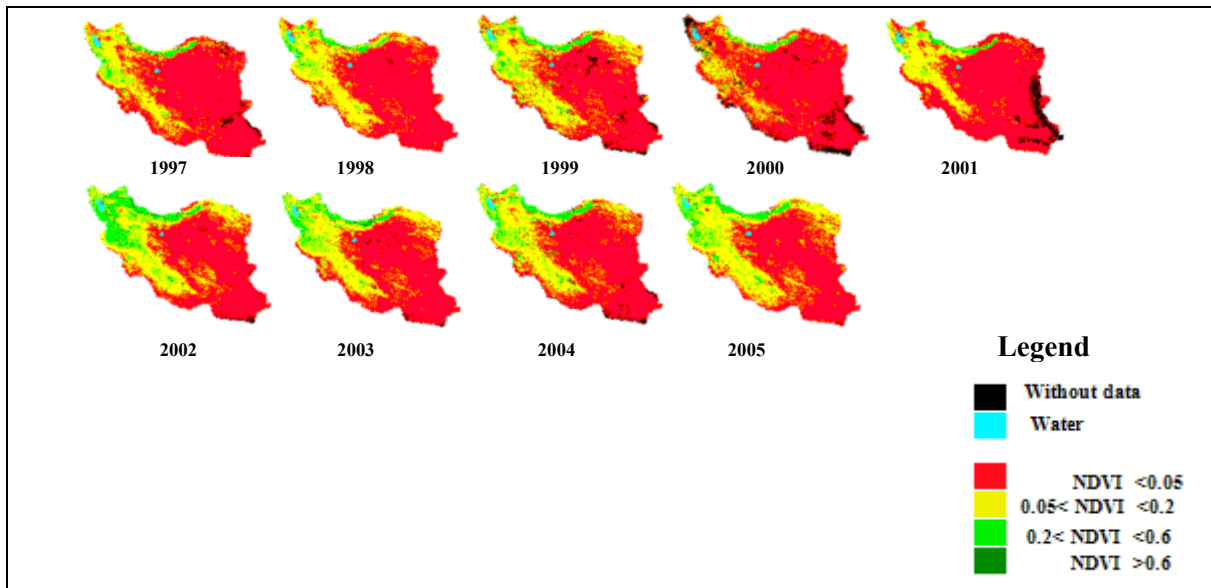 1997 1998 1999 2000 2001
2002 2003 2004 2005
Legend
Without data
Water
NDVI <0.05
0.05< NDVI <0.2
0.2< NDVI <0.6
NDVI >0.6